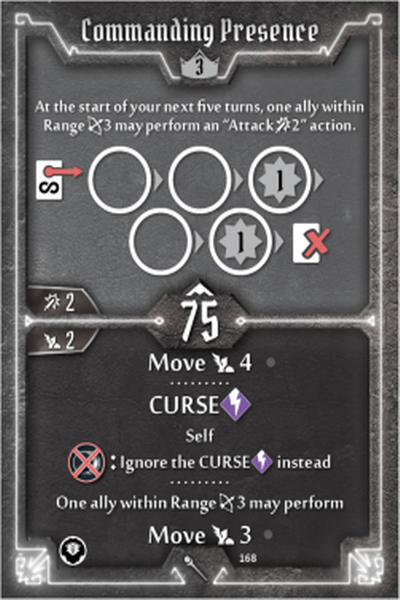 Commanding Presence
3
At the start of your next five turns, one ally within
Range 3 may perform an “Attack 2” action.
1
1
2
75
2
Move 4
CURSE
Self
: Ignore the CURSE instead
One ally within Range 3 may perform
Move 3
168